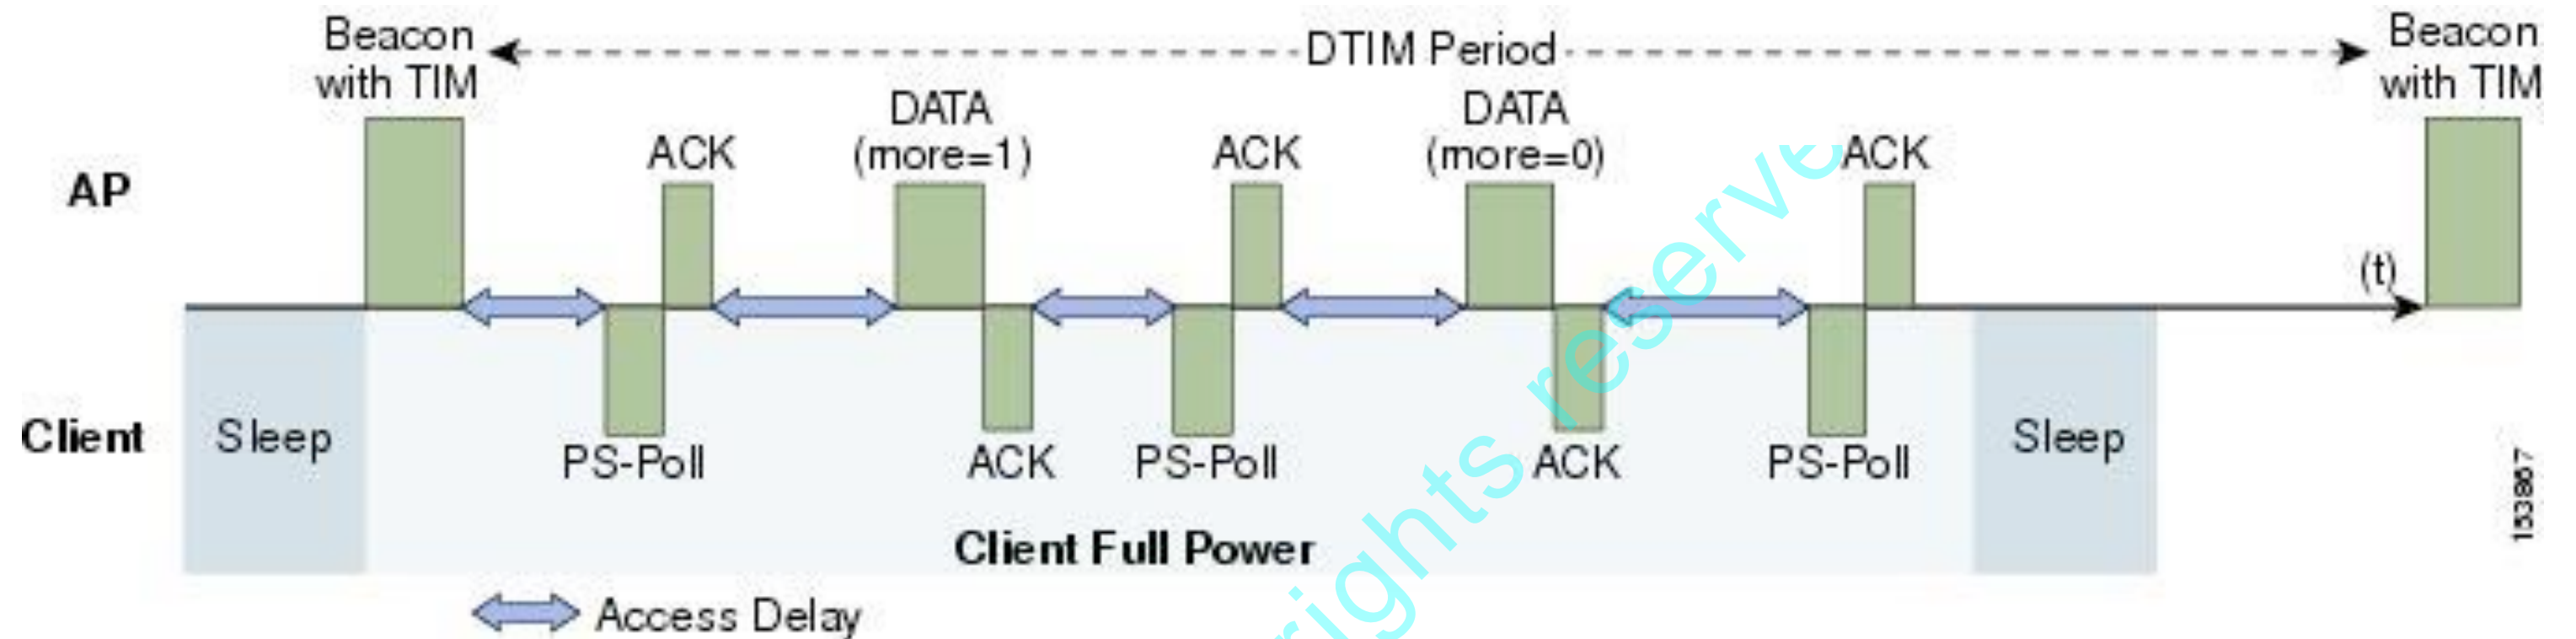 Beacon
with TIM
DTIM Period
Beacon
with TIM
DATA
(more=1)
DATA
(more=0)
ACK
ACK
ACK
AP
(t)
Client
Sleep
PS-Poll
ACK
PS-Poll
ACK
PS-Poll
Sleep
Client Full Power
Access Delay
153867
rights reserve